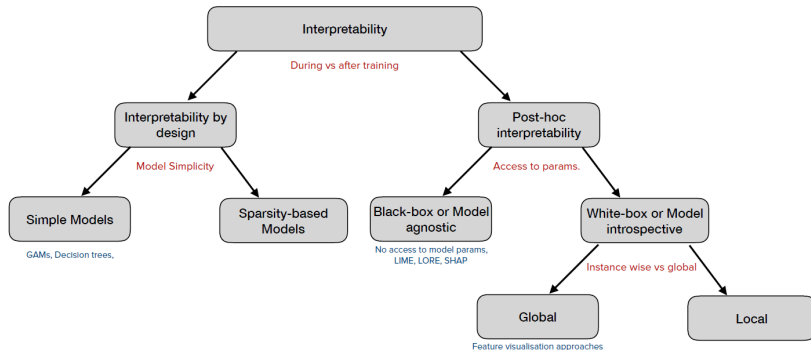 Interpretability
During vs after training
Interpretability by
design
Post-hoc
interpretability
Model Simplicity
Access to params.
Simple Models
Sparsity-based
Models
Black-box or Model
agnostic
White-box or Model
introspective
GAMs, Decision trees,
No access to model params,
LIME, LORE, SHAP
Instance wise vs global
Global
Local
Feature visualisation approaches